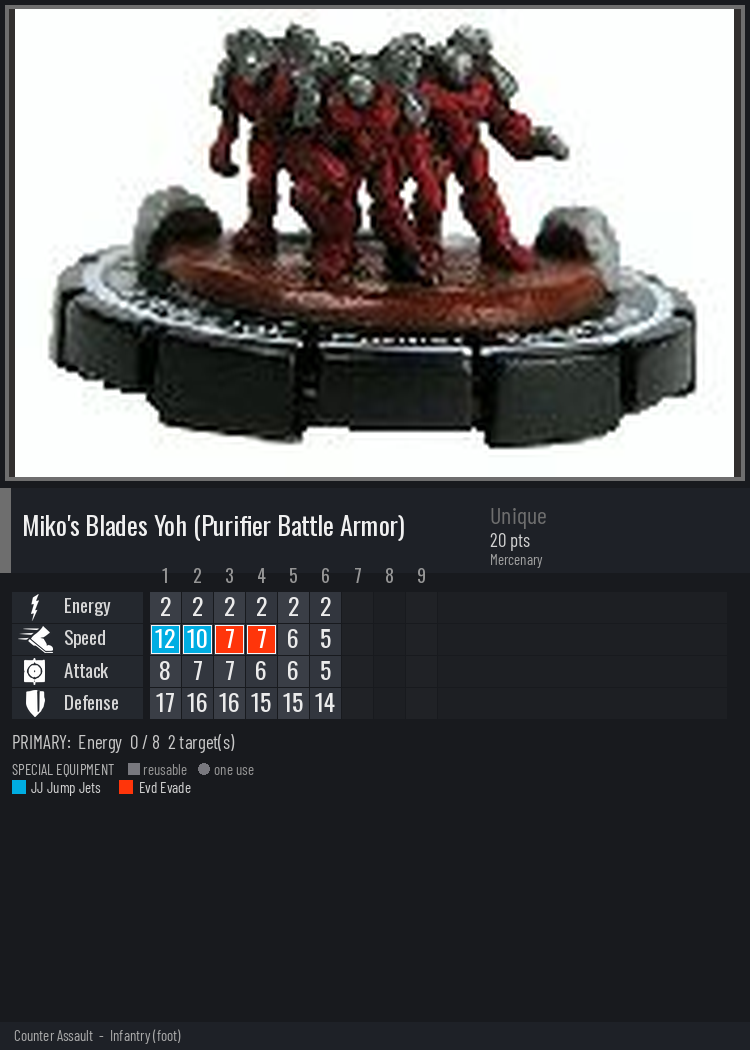 Miko's Blades Yoh (Purifier Battle Armor)
Unique
20 pts
Mercenary
1 2 3 4 5 6 7 8 9
Energy 2 2 2 2 2 2
Speed 12 10 7 7 6 5
Attack 8 7 7 6 6 5
Defense 17 16 16 15 15 14
PRIMARY: Energy 0 / 8 2 target(s)
SPECIAL EQUIPMENT reusable one use
JJ Jump Jets Evd Evade
Counter Assault - Infantry (foot)